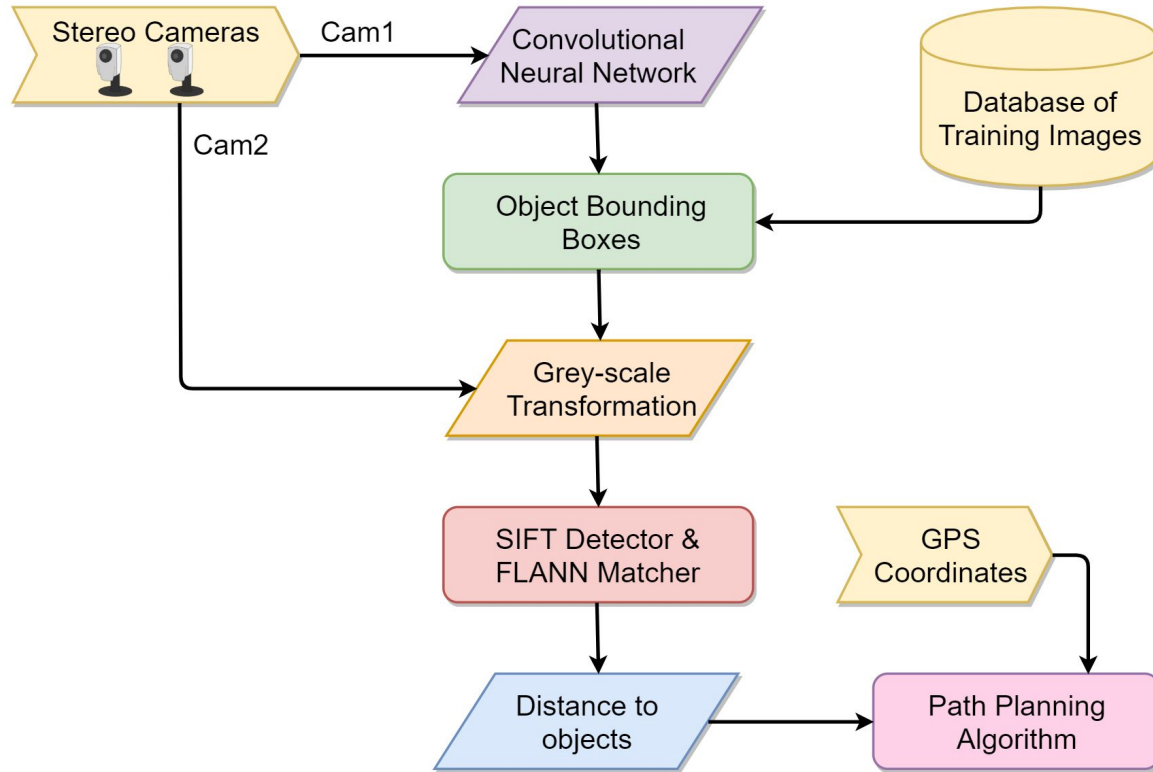 Stereo Cameras
Cam1
Convolutional
Neural Network
Database of
Training Images
Cam2
Object Bounding
Boxes
Grey-scale
Transformation
SIFT Detector &
FLANN Matcher
GPS
Coordinates
Distance to
objects
Path Planning
Algorithm